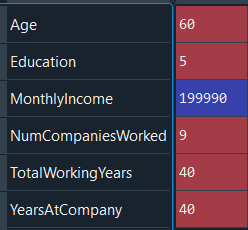 Age 60
Education 5
MonthlyIncome 199990
NumCompaniesWorked 9
TotalWorkingYears 40
YearsAtCompany 40